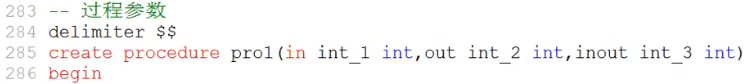 283 -- 过程参数
284 delimiter $$
285 create procedure pro1(in int_1 int,out int_2 int,inout int_3 int)
286 begin